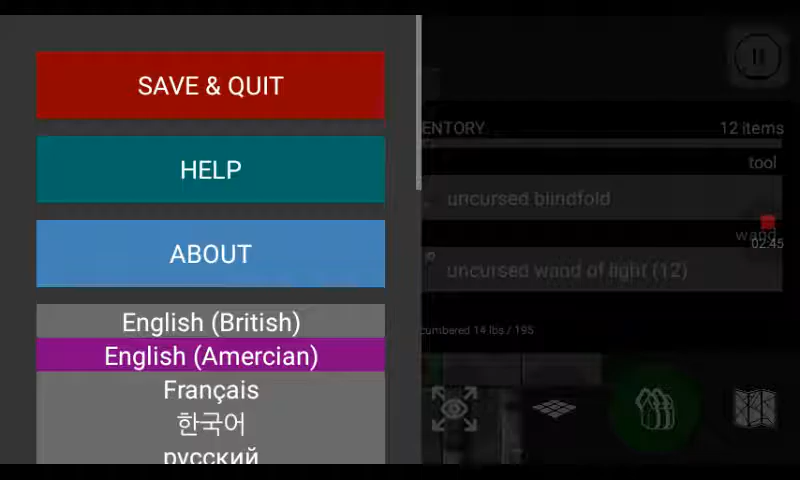 SAVE & QUIT
HELP
ABOUT
English (British)
English (Amercian)
Français
한국어
русский
ENTORY
12 items
tool
uncursed blindfold
wand
02:45
uncursed wand of light (12)
cumbered 14 lbs / 195